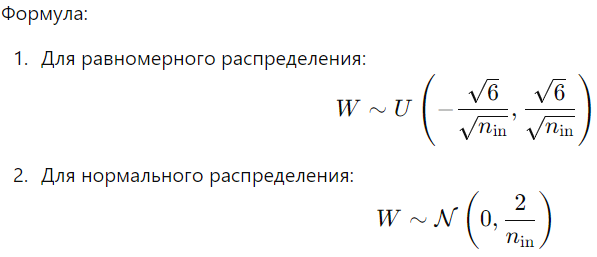 Формула:
1. Для равномерного распределения:
W ∼ U(−√6/√n_in, √6/√n_in)
2. Для нормального распределения:
W ∼ 𝒩(0, 2/n_in)